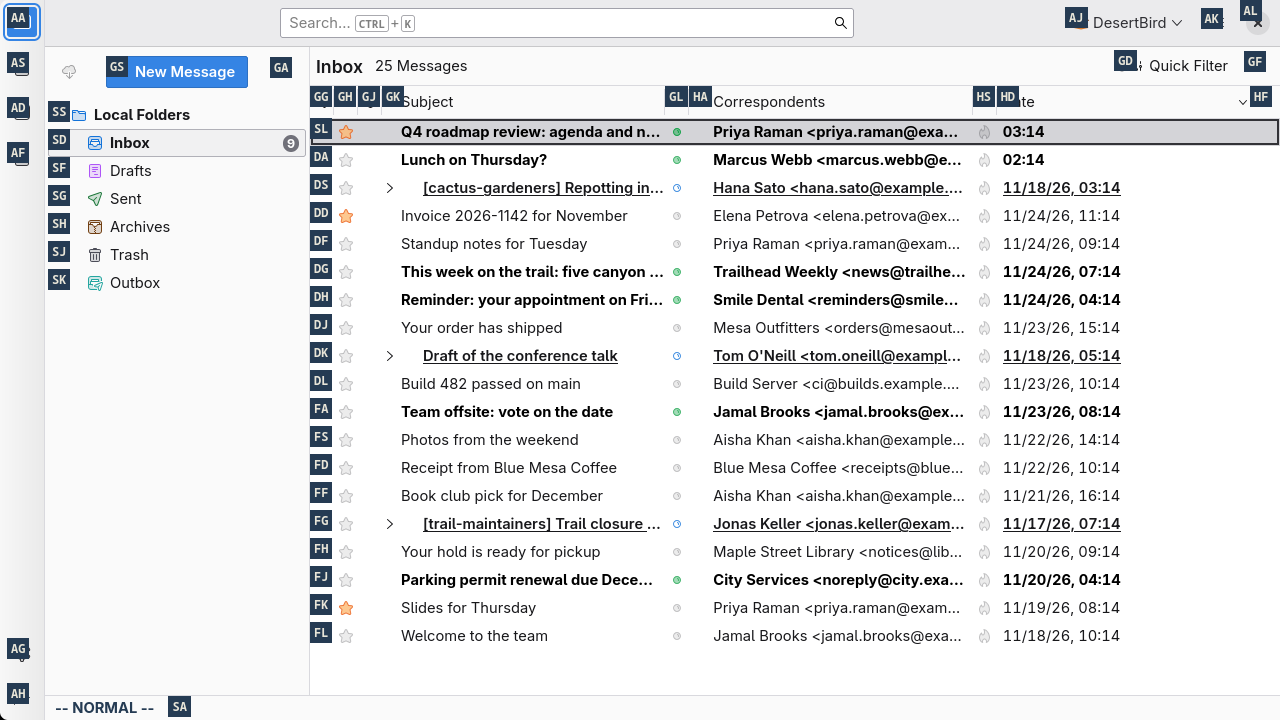 AA
Search… CTRL + K
AJ DesertBird AK AL
AS
AD
AF
AG
AH
GS New Message GA
SS Local Folders
SD Inbox 9
SF Drafts
SG Sent
SH Archives
SJ Trash
SK Outbox
Inbox 25 Messages GD Quick Filter GF
GG GH GJ GK Subject GL HA Correspondents HS HD te HF
SL Q4 roadmap review: agenda and n… Priya Raman <priya.raman@exa… 03:14
DA Lunch on Thursday? Marcus Webb <marcus.webb@e… 02:14
DS [cactus-gardeners] Repotting in… Hana Sato <hana.sato@example.… 11/18/26, 03:14
DD Invoice 2026-1142 for November Elena Petrova <elena.petrova@ex… 11/24/26, 11:14
DF Standup notes for Tuesday Priya Raman <priya.raman@exam… 11/24/26, 09:14
DG This week on the trail: five canyon … Trailhead Weekly <news@trailhe… 11/24/26, 07:14
DH Reminder: your appointment on Fri… Smile Dental <reminders@smile… 11/24/26, 04:14
DJ Your order has shipped Mesa Outfitters <orders@mesaout… 11/23/26, 15:14
DK Draft of the conference talk Tom O'Neill <tom.oneill@exampl… 11/18/26, 05:14
DL Build 482 passed on main Build Server <ci@builds.example.… 11/23/26, 10:14
FA Team offsite: vote on the date Jamal Brooks <jamal.brooks@ex… 11/23/26, 08:14
FS Photos from the weekend Aisha Khan <aisha.khan@example… 11/22/26, 14:14
FD Receipt from Blue Mesa Coffee Blue Mesa Coffee <receipts@blue… 11/22/26, 10:14
FF Book club pick for December Aisha Khan <aisha.khan@example… 11/21/26, 16:14
FG [trail-maintainers] Trail closure … Jonas Keller <jonas.keller@exam… 11/17/26, 07:14
FH Your hold is ready for pickup Maple Street Library <notices@lib… 11/20/26, 09:14
FJ Parking permit renewal due Dece… City Services <noreply@city.exa… 11/20/26, 04:14
FK Slides for Thursday Priya Raman <priya.raman@exam… 11/19/26, 08:14
FL Welcome to the team Jamal Brooks <jamal.brooks@exa… 11/18/26, 10:14
-- NORMAL -- SA